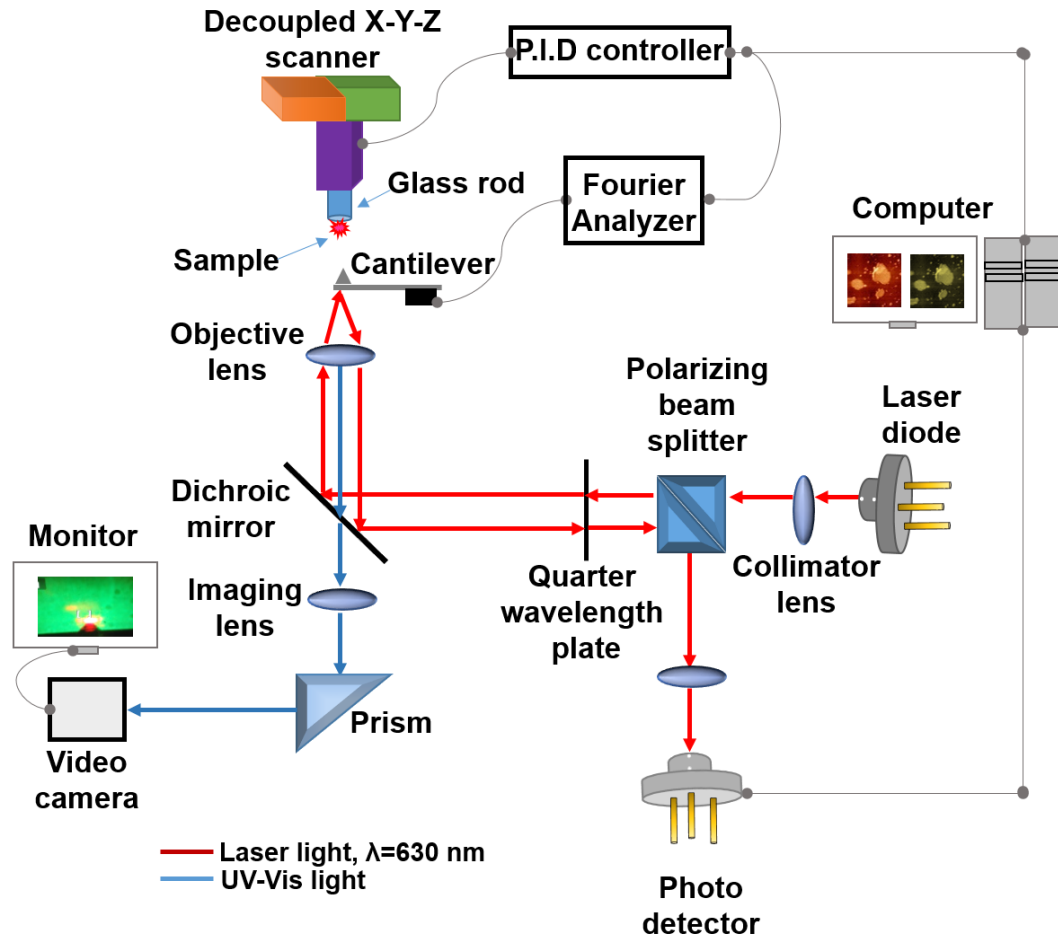 Decoupled X-Y-Z
scanner
P.I.D controller
Glass rod
Fourier
Analyzer
Computer
Sample
Cantilever
Objective
lens
Polarizing
beam
splitter
Laser
diode
Dichroic
mirror
Monitor
Quarter
wavelength
plate
Collimator
lens
Imaging
lens
Prism
Video
camera
Laser light, λ=630 nm
UV-Vis light
Photo
detector